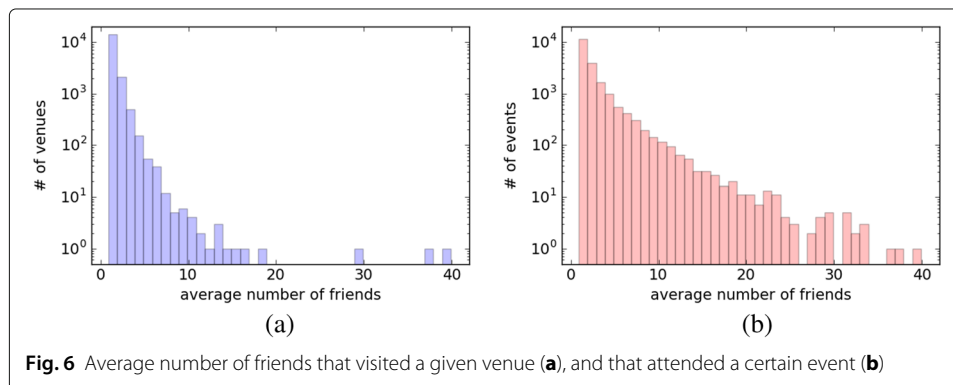 10^4
10^3
10^2
10^1
10^0
# of venues
0 10 20 30 40
average number of friends
(a)
10^4
10^3
10^2
10^1
10^0
# of events
0 10 20 30 40
average number of friends
(b)
Fig. 6 Average number of friends that visited a given venue (a), and that attended a certain event (b)